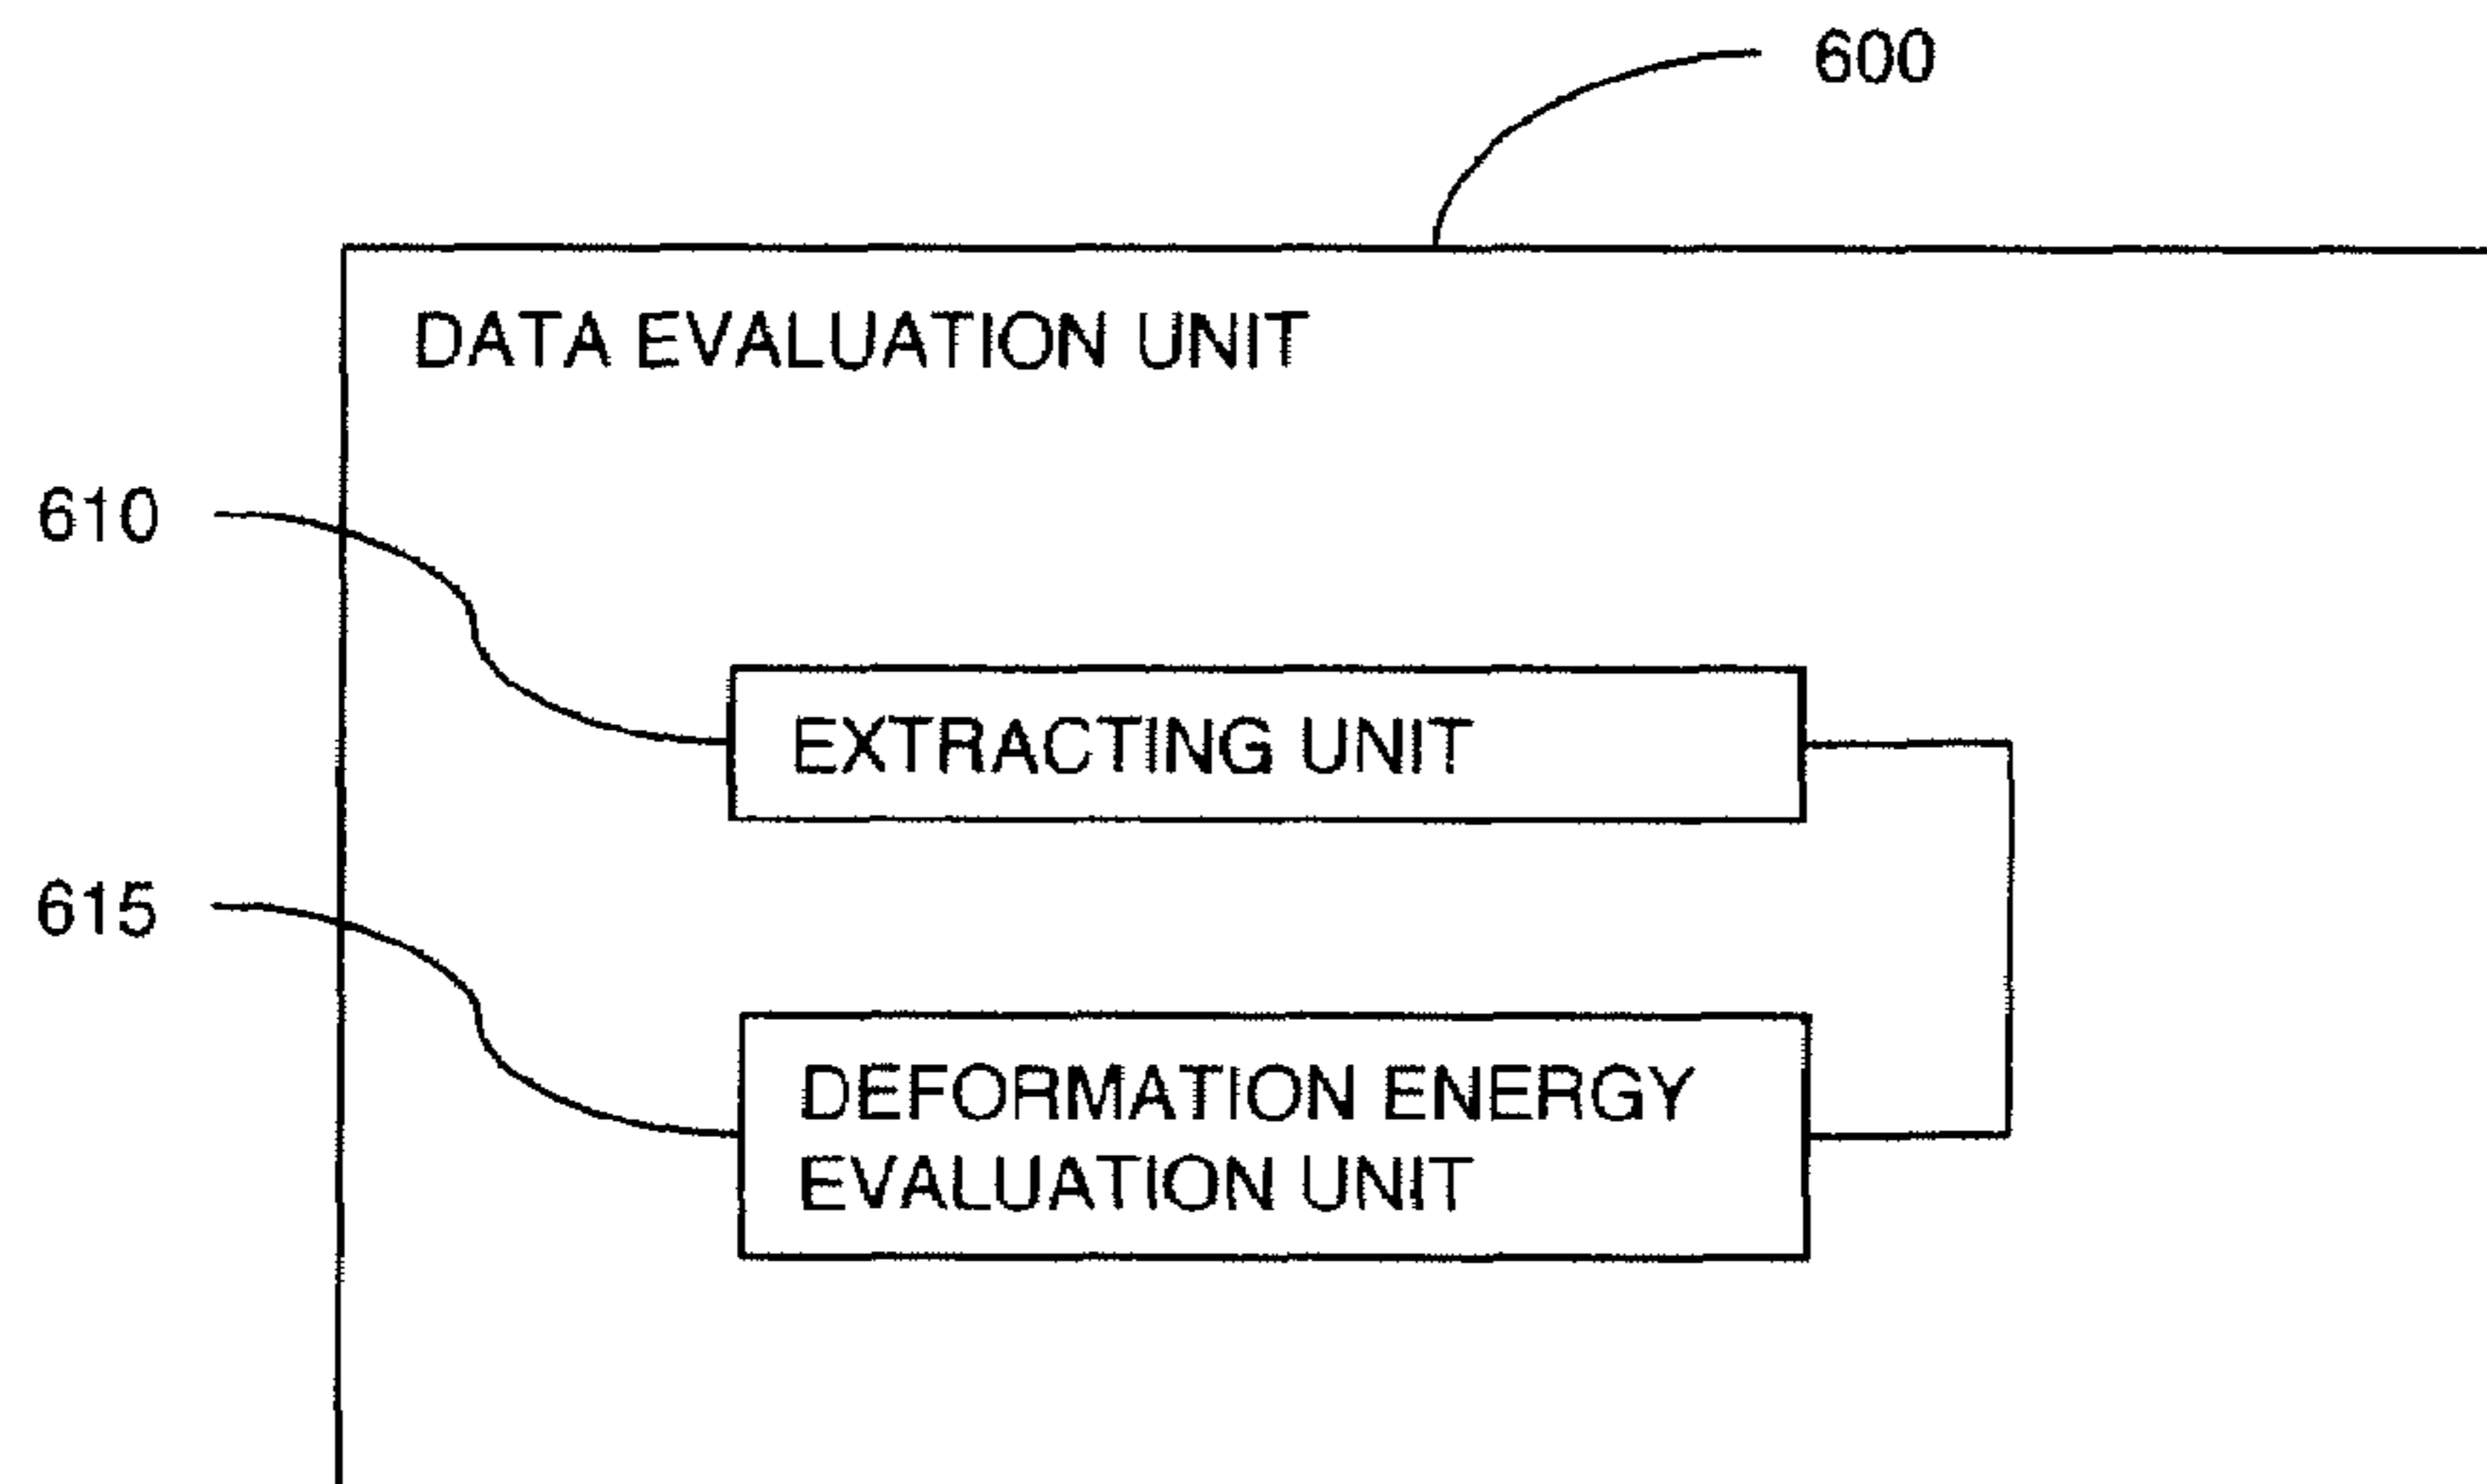 600
DATA EVALUATION UNIT
610
EXTRACTING UNIT
615
DEFORMATION ENERGY
EVALUATION UNIT